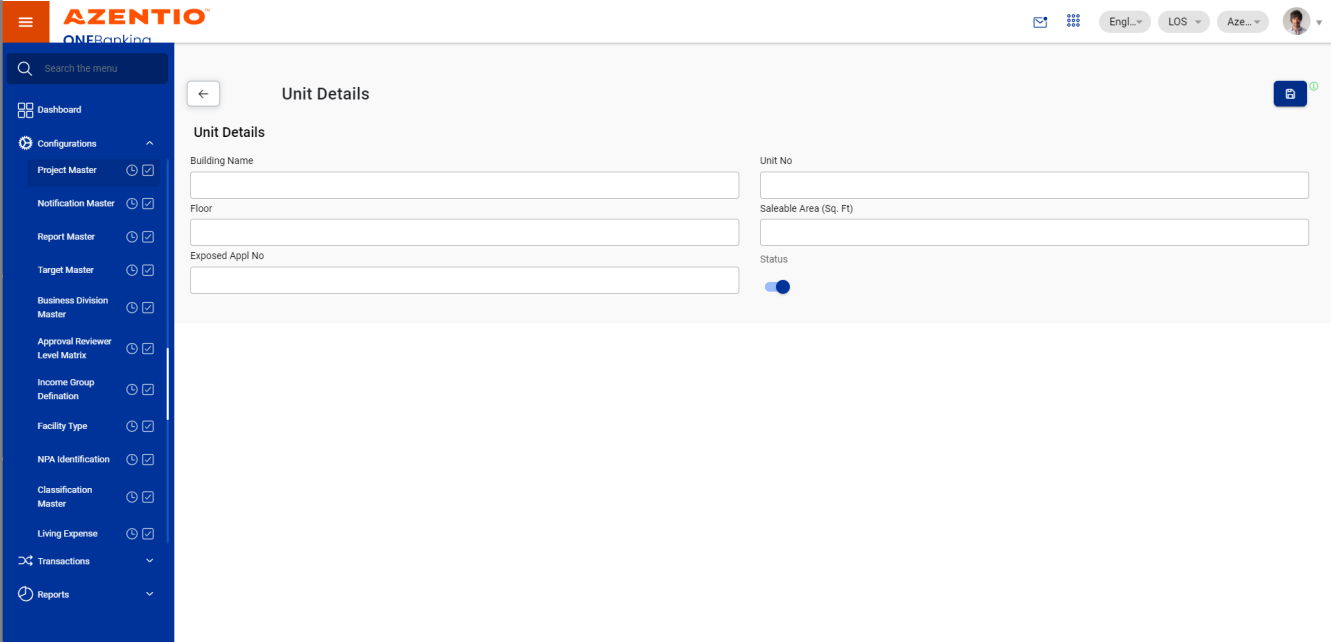 AZENTIO™
ONEBanking
Engl...
LOS
Aze...
Search the menu
Dashboard
Configurations
Project Master
Notification Master
Report Master
Target Master
Business Division
Master
Approval Reviewer
Level Matrix
Income Group
Defination
Facility Type
NPA Identification
Classification
Master
Living Expense
Transactions
Reports
Unit Details
Unit Details
Building Name
Unit No
Floor
Saleable Area (Sq. Ft)
Exposed Appl No
Status